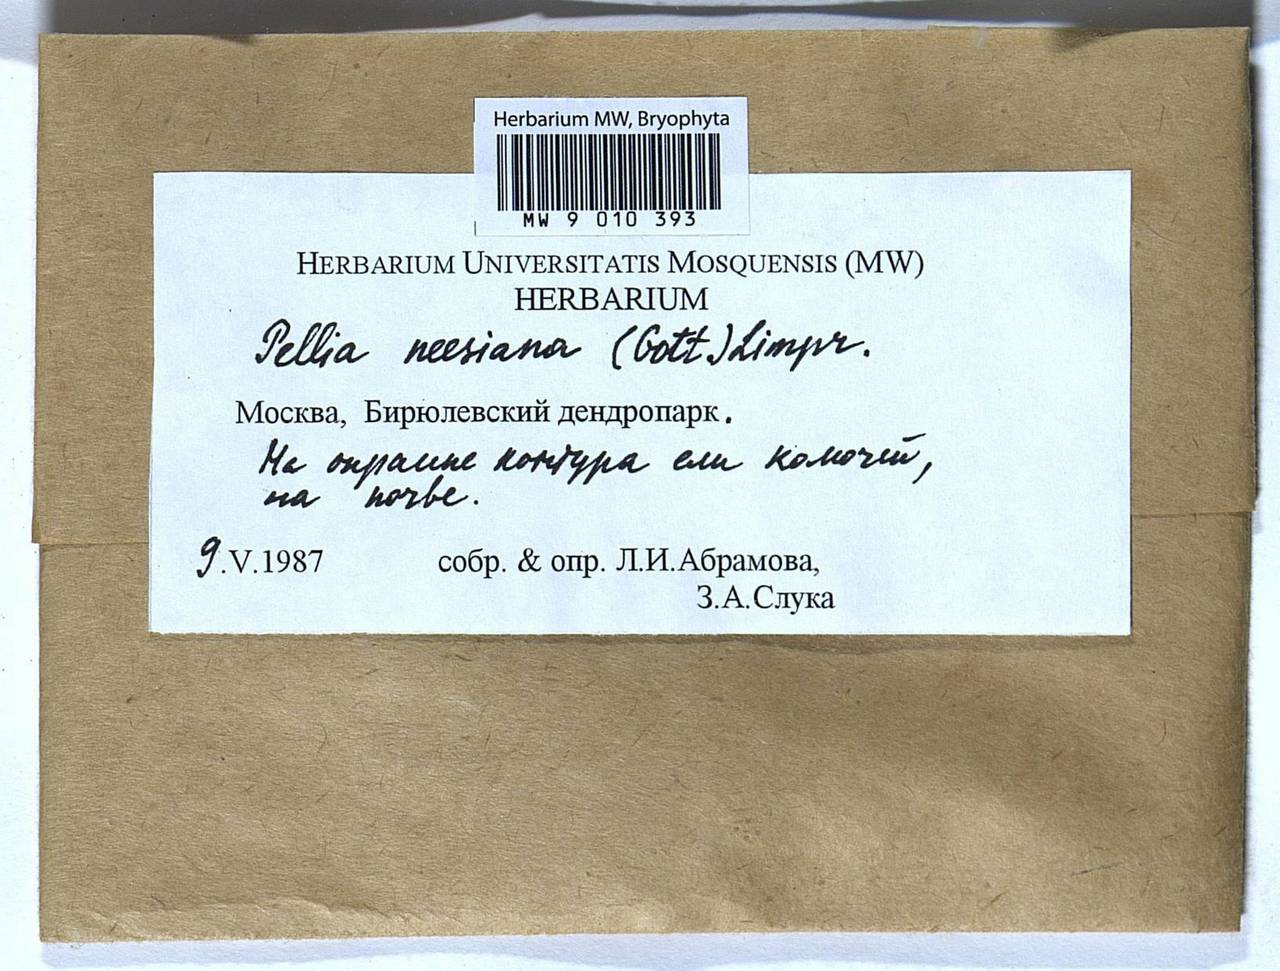 Herbarium MW, Bryophyta
MW 9 010 393
HERBARIUM UNIVERSITATIS MOSQUENSIS (MW)
HERBARIUM
Pellia neesiana (Gott.) Limpr.
Москва, Бирюлевский дендропарк.
На окраине контура ели колючей,
на почве.
9.V.1987 собр. & опр. Л.И.Абрамова,
З.А.Слука